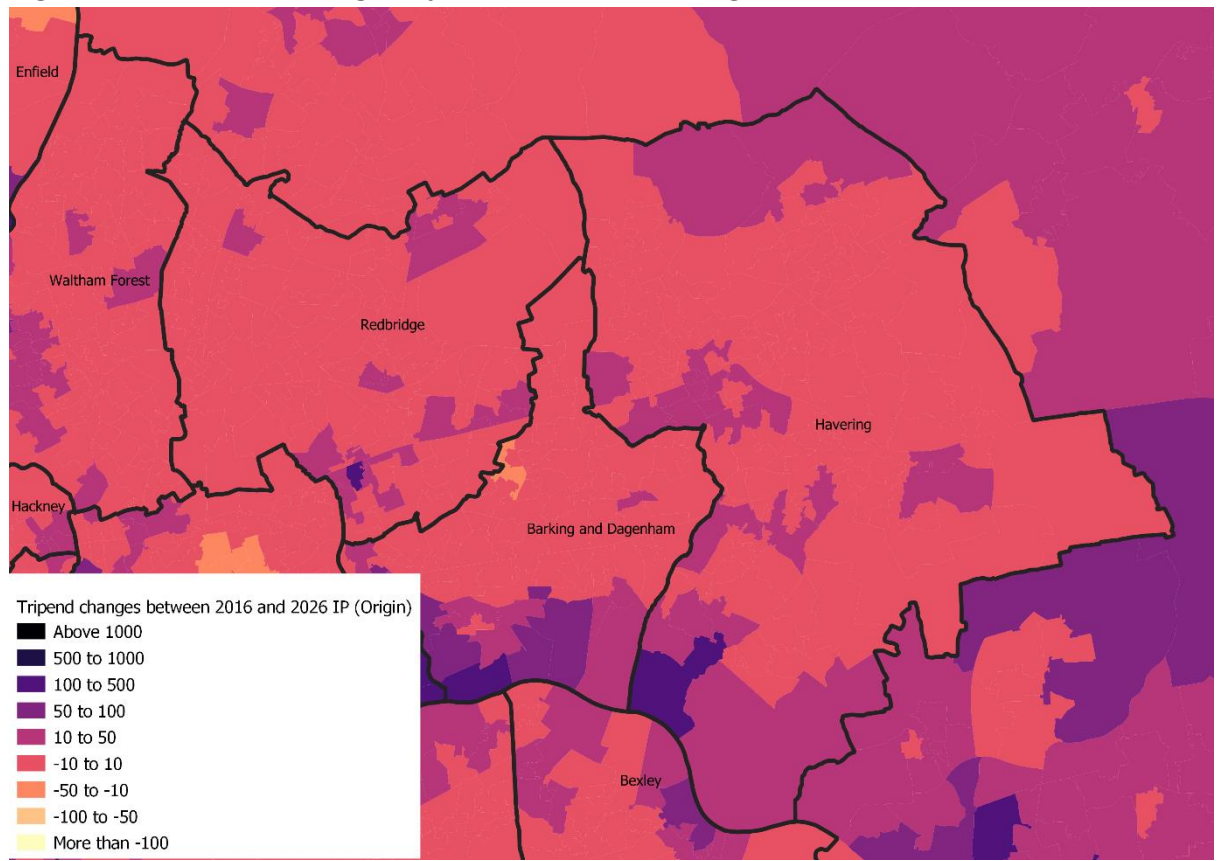 Enfield
Waltham Forest
Redbridge
Havering
Hackney
Barking and Dagenham
Bexley
Tripend changes between 2016 and 2026 IP (Origin)
Above 1000
500 to 1000
100 to 500
50 to 100
10 to 50
-10 to 10
-50 to -10
-100 to -50
More than -100